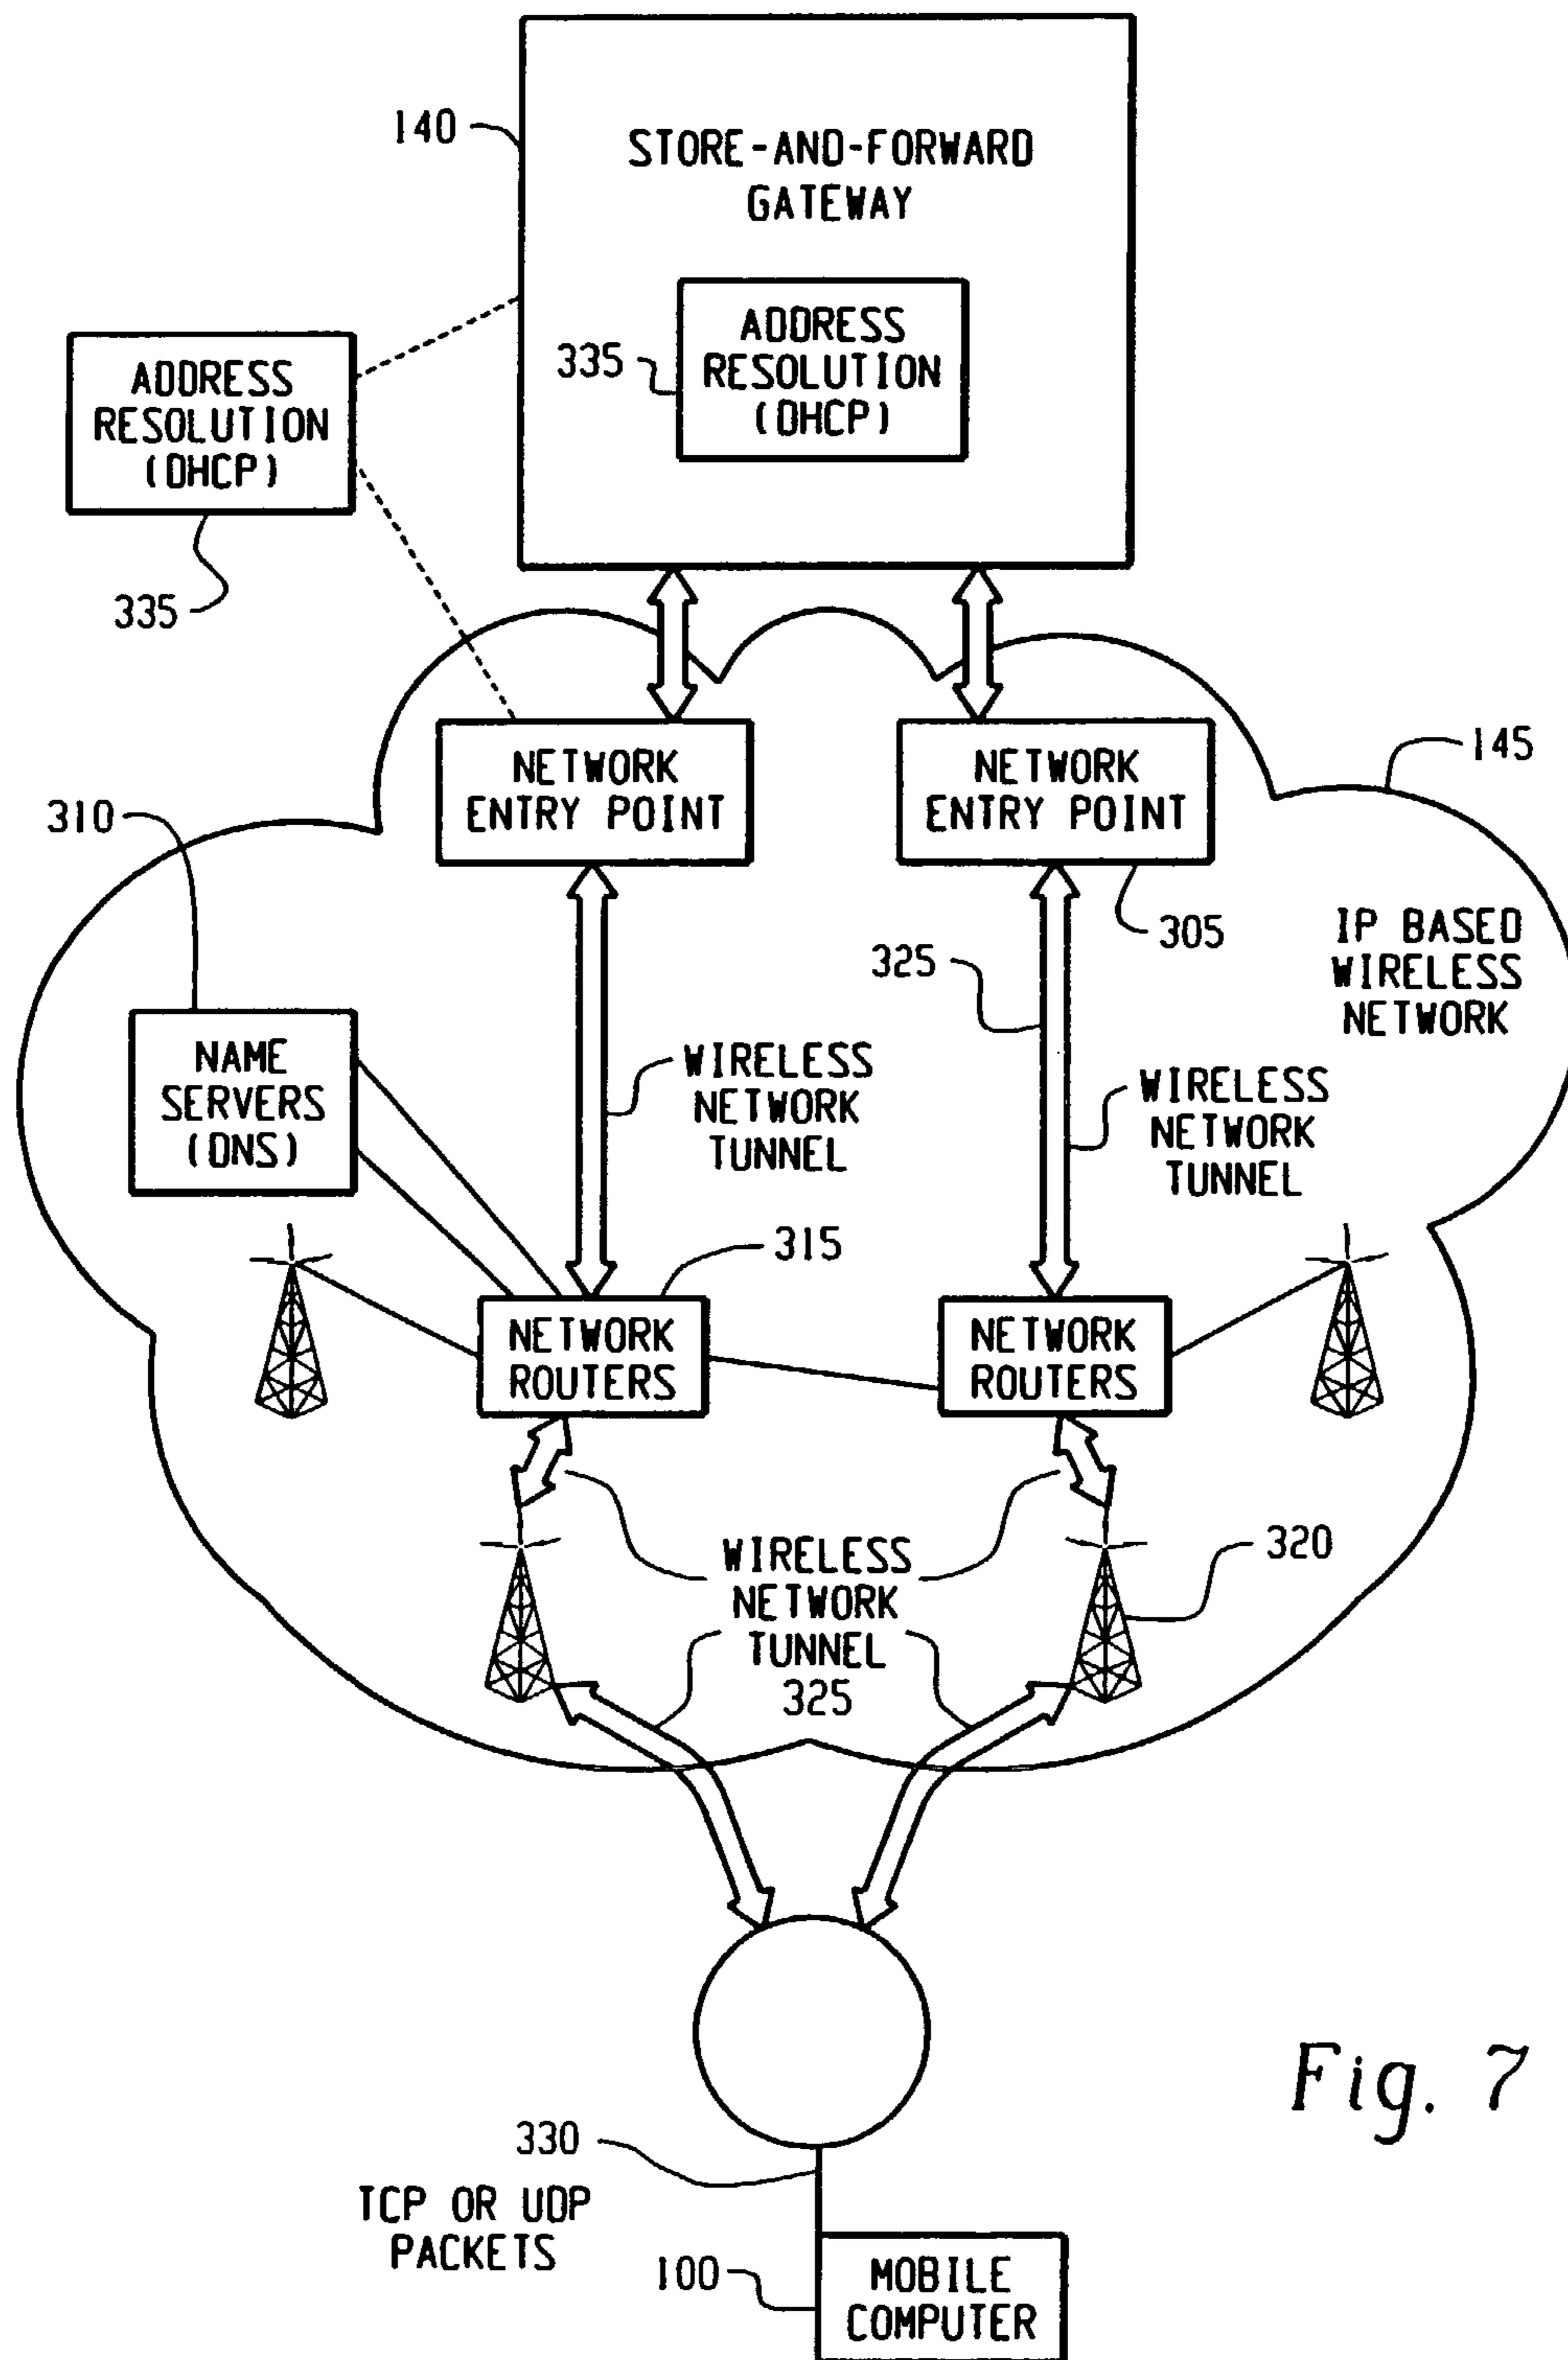 140
STORE-AND-FORWARD
GATEWAY
335
ADDRESS
RESOLUTION
(DHCP)
ADDRESS
RESOLUTION
(DHCP)
335
NETWORK
ENTRY POINT
NETWORK
ENTRY POINT
145
310
305
325
IP BASED
WIRELESS
NETWORK
NAME
SERVERS
(DNS)
WIRELESS
NETWORK
TUNNEL
WIRELESS
NETWORK
TUNNEL
315
NETWORK
ROUTERS
NETWORK
ROUTERS
WIRELESS
NETWORK
TUNNEL
325
320
Fig. 7
330
TCP OR UDP
PACKETS
100
MOBILE
COMPUTER